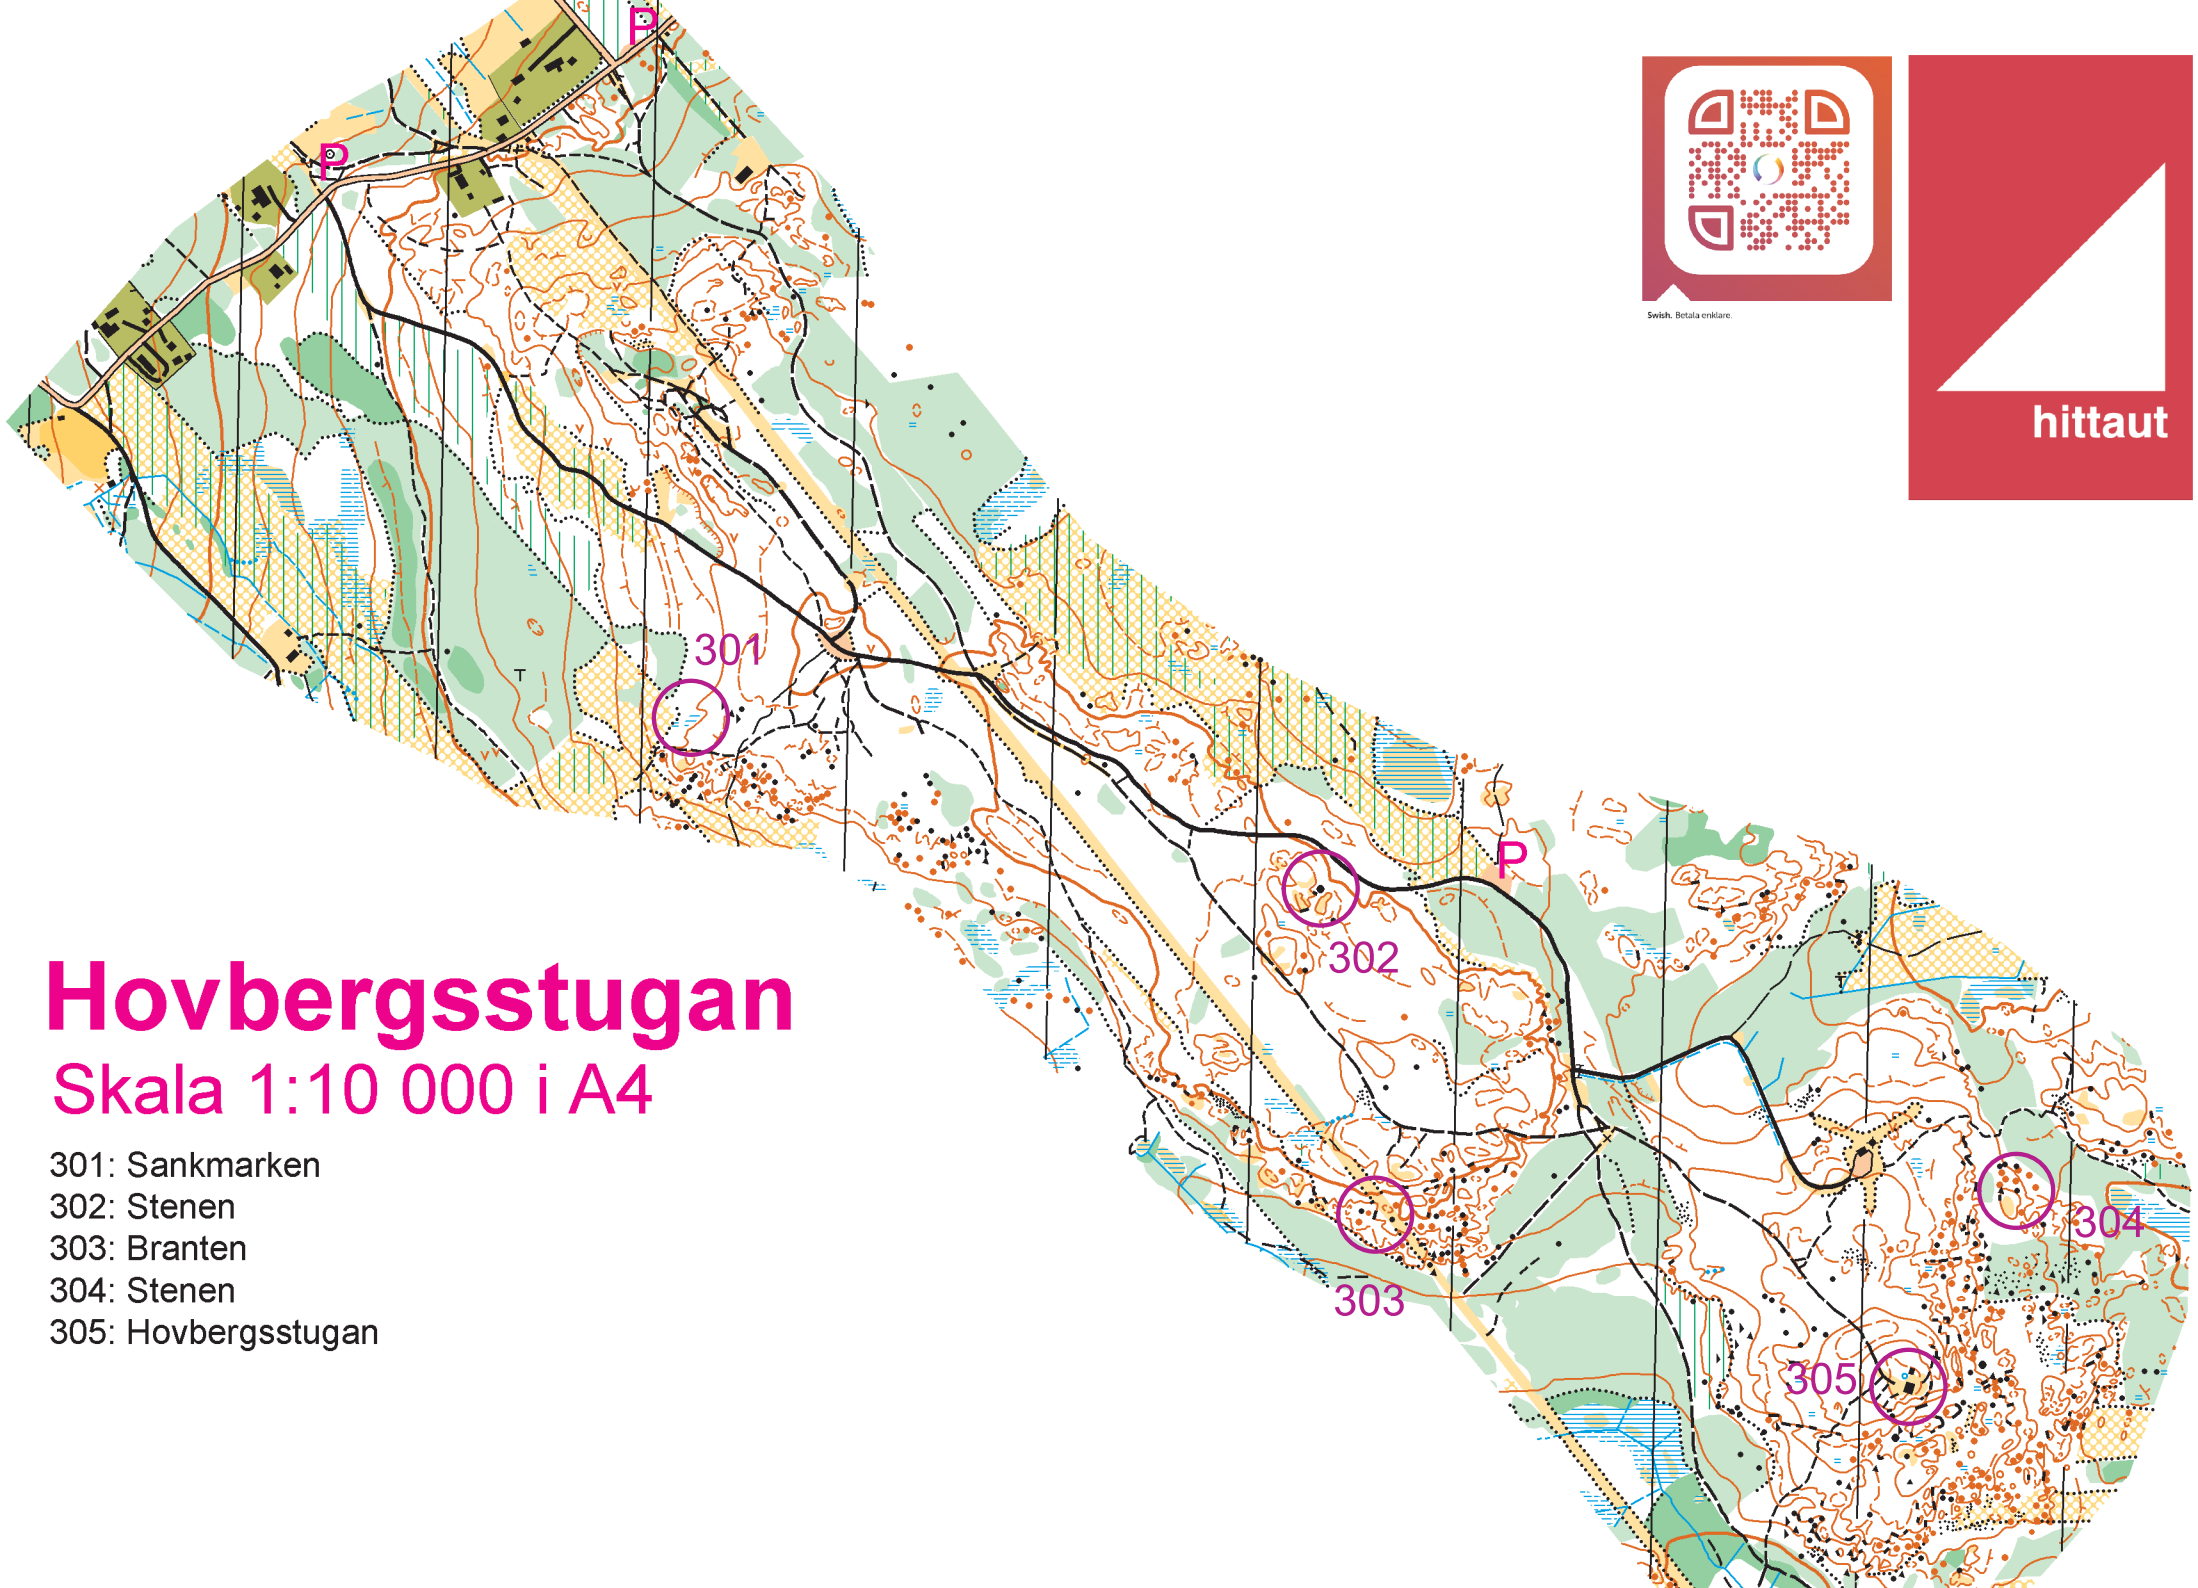 P
P
Swish. Betala enklare.
hittaut
301
P
302
Hovbergsstugan
Skala 1:10 000 i A4
301: Sankmarken
302: Stenen
303: Branten
304: Stenen
305: Hovbergsstugan
304
303
305